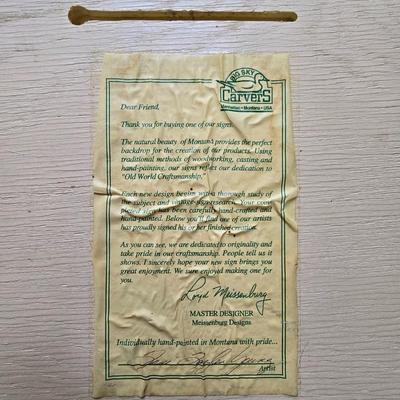 BIG SKY
CARVERS
Manhattan • Montana • USA
Dear Friend,
Thank you for buying one of our signs.
The natural beauty of Montana provides the perfect
backdrop for the creation of our products. Using
traditional methods of woodworking, casting and
hand-painting, our signs reflect our dedication to
"Old World Craftsmanship."
Each new design begins with a thorough study of
the subject and vintage sign research. Your com-
pleted sign has been carefully hand-crafted and
hand-painted. Below you'll find one of our artists
has proudly signed his or her finished creation.
As you can see, we are dedicated to originality and
take pride in our craftsmanship. People tell us it
shows. I sincerely hope your new sign brings you
great enjoyment. We sure enjoyed making one for
you.
Loyd Meissenburg
MASTER DESIGNER
Meissenburg Designs
Individually hand-painted in Montana with pride...
Artist